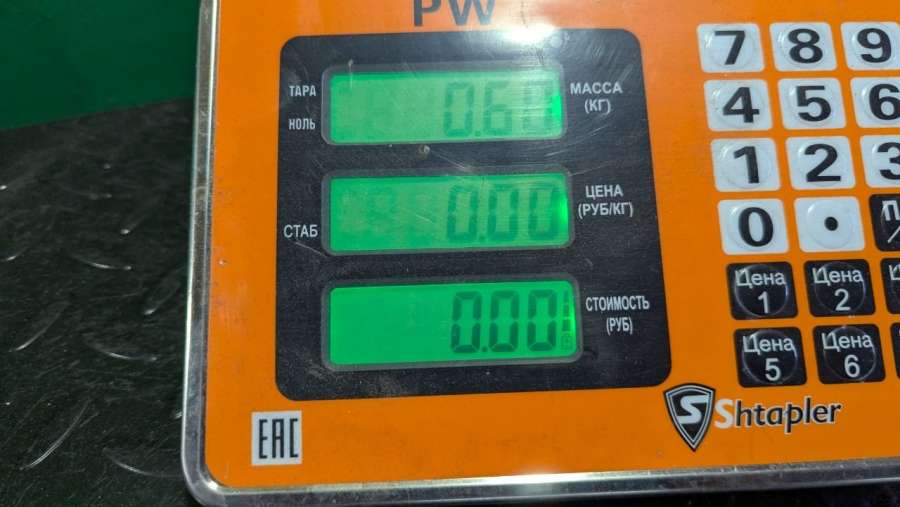 PW
ТАРА
НОЛЬ
МАССА
(КГ)
СТАБ
0.00
ЦЕНА
(РУБ/КГ)
0.00
СТОИМОСТЬ
(РУБ)
7 8 9
4 5 6
1 2 3
0 .
Цена
1
Цена
2
Цена
5
Цена
6
EAC
Shtapler